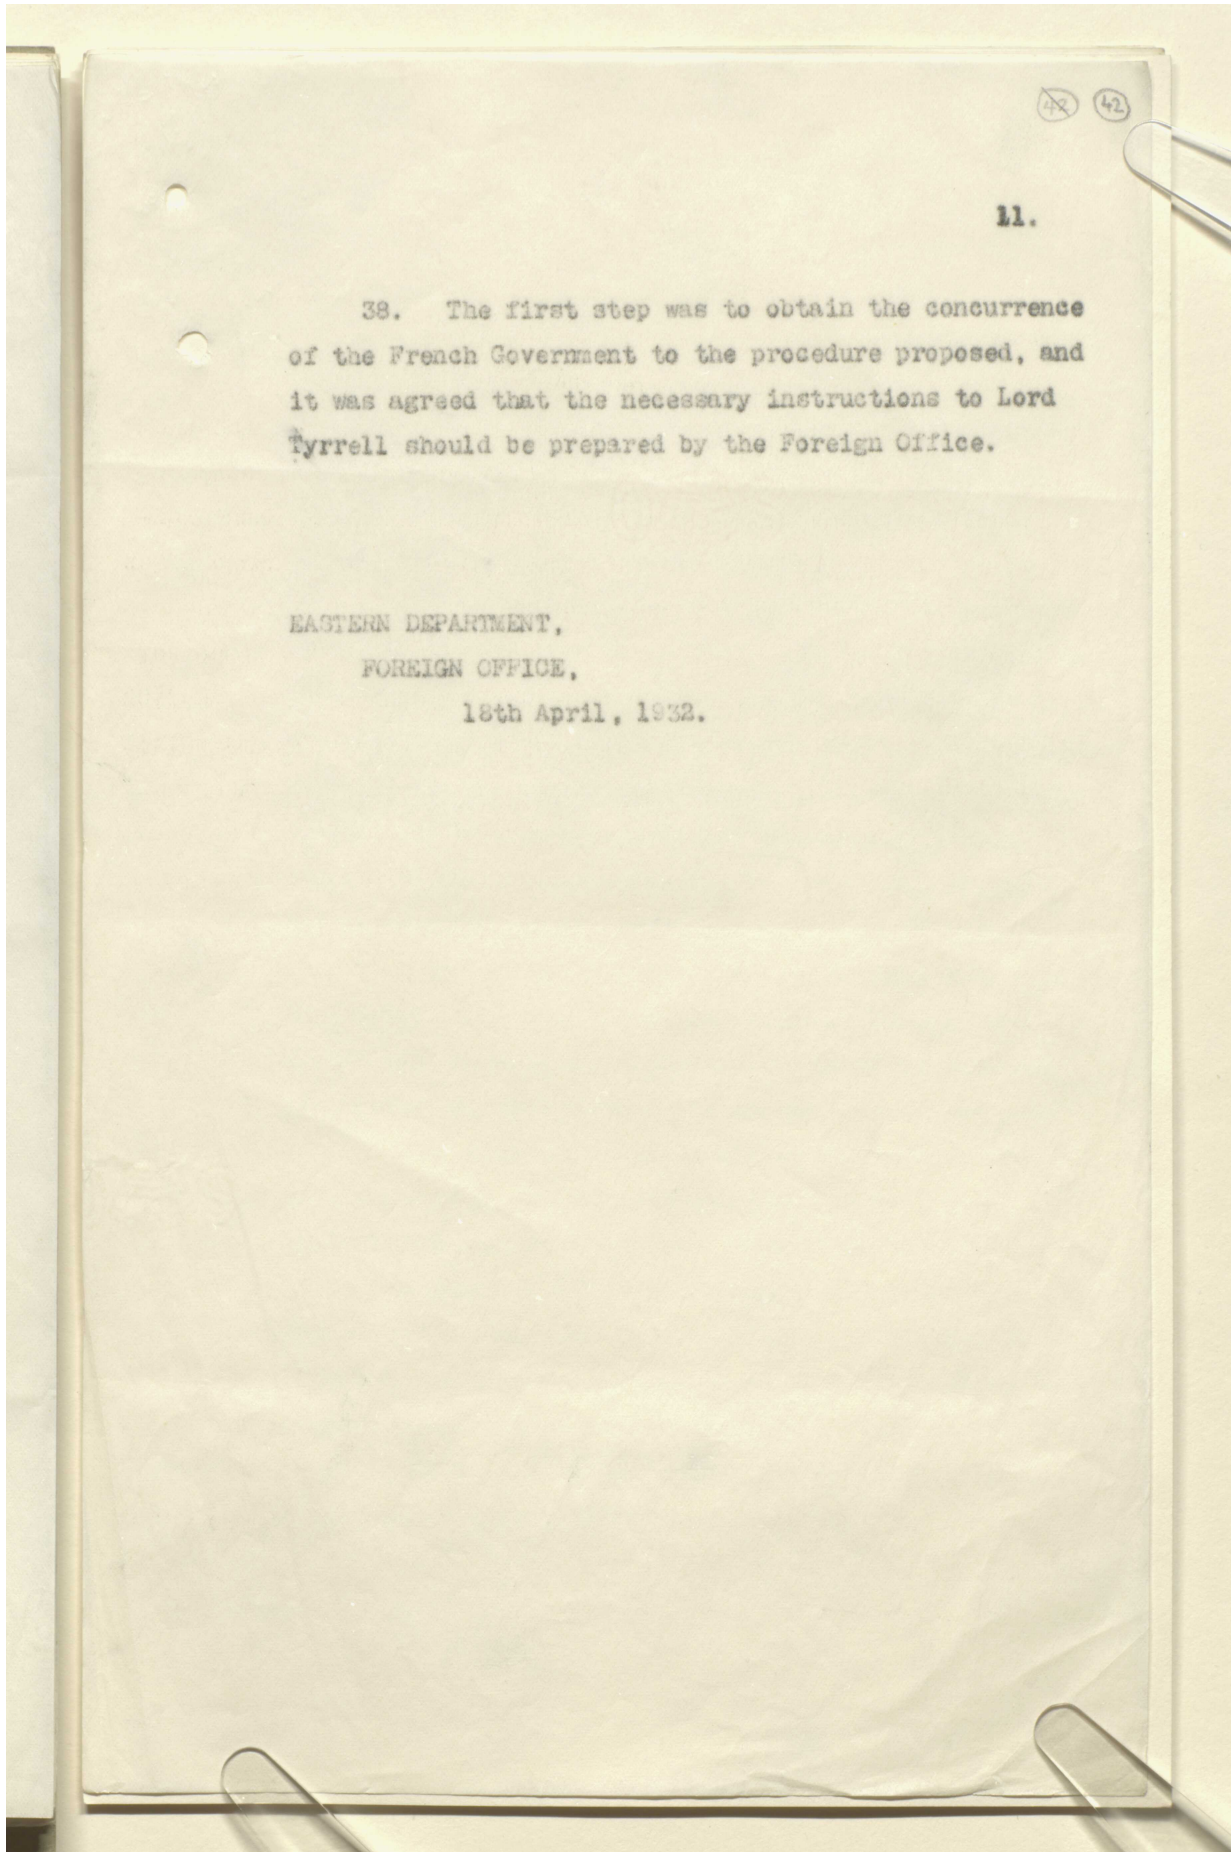 42 42
11.
38. The first step was to obtain the concurrence
of the French Government to the procedure proposed, and
it was agreed that the necessary instructions to Lord
Tyrrell should be prepared by the Foreign Office.
EASTERN DEPARTMENT,
FOREIGN OFFICE,
18th April, 1932.